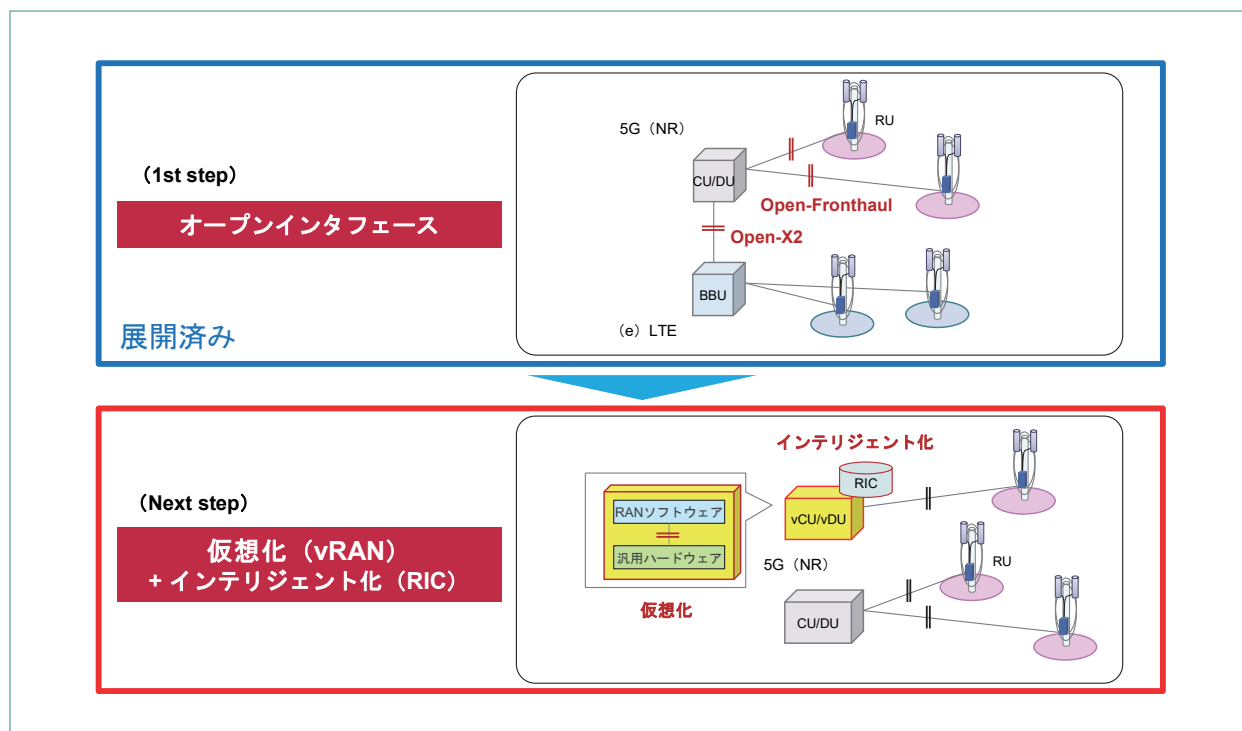 （1st step）
オープンインタフェース
展開済み
5G（NR）
RU
CU/DU
Open-Fronthaul
Open-X2
BBU
（e）LTE
（Next step）
仮想化（vRAN）
+ インテリジェント化（RIC）
インテリジェント化
RIC
RANソフトウェア
vCU/vDU
汎用ハードウェア
仮想化
5G（NR）
RU
CU/DU